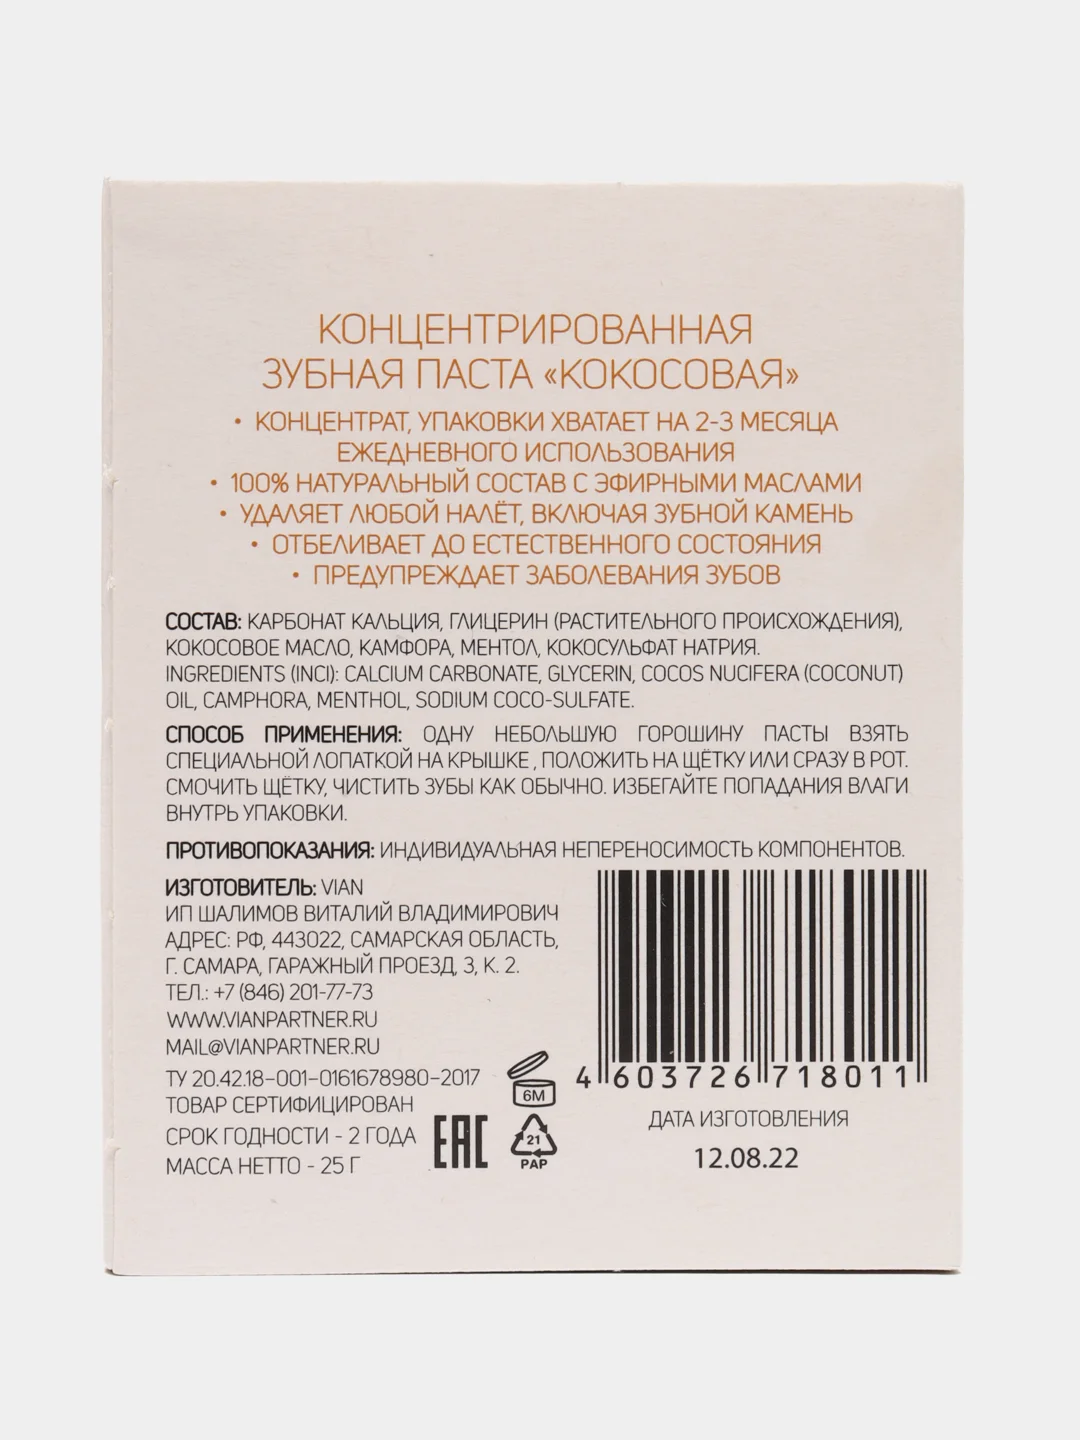 КОНЦЕНТРИРОВАННАЯ
ЗУБНАЯ ПАСТА «КОКОСОВАЯ»
• КОНЦЕНТРАТ, УПАКОВКИ ХВАТАЕТ НА 2-3 МЕСЯЦА
ЕЖЕДНЕВНОГО ИСПОЛЬЗОВАНИЯ
• 100% НАТУРАЛЬНЫЙ СОСТАВ С ЭФИРНЫМИ МАСЛАМИ
• УДАЛЯЕТ ЛЮБОЙ НАЛЁТ, ВКЛЮЧАЯ ЗУБНОЙ КАМЕНЬ
• ОТБЕЛИВАЕТ ДО ЕСТЕСТВЕННОГО СОСТОЯНИЯ
• ПРЕДУПРЕЖДАЕТ ЗАБОЛЕВАНИЯ ЗУБОВ
СОСТАВ: КАРБОНАТ КАЛЬЦИЯ, ГЛИЦЕРИН (РАСТИТЕЛЬНОГО ПРОИСХОЖДЕНИЯ),
КОКОСОВОЕ МАСЛО, КАМФОРА, МЕНТОЛ, КОКОСУЛЬФАТ НАТРИЯ.
INGREDIENTS (INCI): CALCIUM CARBONATE, GLYCERIN, COCOS NUCIFERA (COCONUT)
OIL, CAMPHORA, MENTHOL, SODIUM COCO-SULFATE.
СПОСОБ ПРИМЕНЕНИЯ: ОДНУ НЕБОЛЬШУЮ ГОРОШИНУ ПАСТЫ ВЗЯТЬ
СПЕЦИАЛЬНОЙ ЛОПАТКОЙ НА КРЫШКЕ , ПОЛОЖИТЬ НА ЩЁТКУ ИЛИ СРАЗУ В РОТ.
СМОЧИТЬ ЩЁТКУ, ЧИСТИТЬ ЗУБЫ КАК ОБЫЧНО. ИЗБЕГАЙТЕ ПОПАДАНИЯ ВЛАГИ
ВНУТРЬ УПАКОВКИ.
ПРОТИВОПОКАЗАНИЯ: ИНДИВИДУАЛЬНАЯ НЕПЕРЕНОСИМОСТЬ КОМПОНЕНТОВ.
ИЗГОТОВИТЕЛЬ: VIAN
ИП ШАЛИМОВ ВИТАЛИЙ ВЛАДИМИРОВИЧ
АДРЕС: РФ, 443022, САМАРСКАЯ ОБЛАСТЬ,
Г. САМАРА, ГАРАЖНЫЙ ПРОЕЗД, 3, К. 2.
ТЕЛ.: +7 (846) 201-77-73
WWW.VIANPARTNER.RU
MAIL@VIANPARTNER.RU
ТУ 20.42.18-001-0161678980-2017
ТОВАР СЕРТИФИЦИРОВАН
СРОК ГОДНОСТИ - 2 ГОДА
МАССА НЕТТО - 25 Г
EAC
6M
21
PAP
4 603726 718011
ДАТА ИЗГОТОВЛЕНИЯ
12.08.22